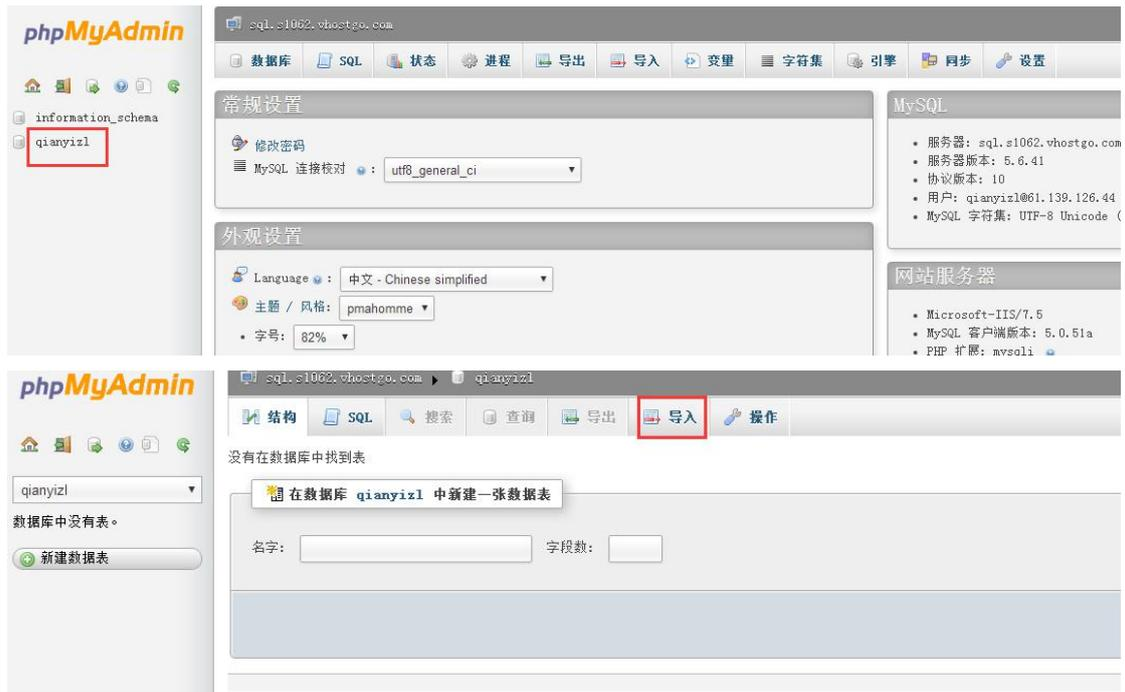 phpMyAdmin
sql.s1062.vhostgo.com
数据库 SQL 状态 进程 导出 导入 变量 字符集 引擎 同步 设置
information_schema
qianyizl
常规设置
修改密码
MySQL 连接校对 : utf8_general_ci
外观设置
Language : 中文 - Chinese simplified
主题 / 风格: pmahomme
• 字号: 82%
MySQL
• 服务器: sql.s1062.vhostgo.com
• 服务器版本: 5.6.41
• 协议版本: 10
• 用户: qianyizl@61.139.126.44
• MySQL 字符集: UTF-8 Unicode (
网站服务器
• Microsoft-IIS/7.5
• MySQL 客户端版本: 5.0.51a
• PHP 扩展: mysqli
phpMyAdmin
sql.s1062.vhostgo.com ▸ qianyizl
结构 SQL 搜索 查询 导出 导入 操作
qianyizl
数据库中没有表。
新建数据表
没有在数据库中找到表
在数据库 qianyizl 中新建一张数据表
名字: 字段数: